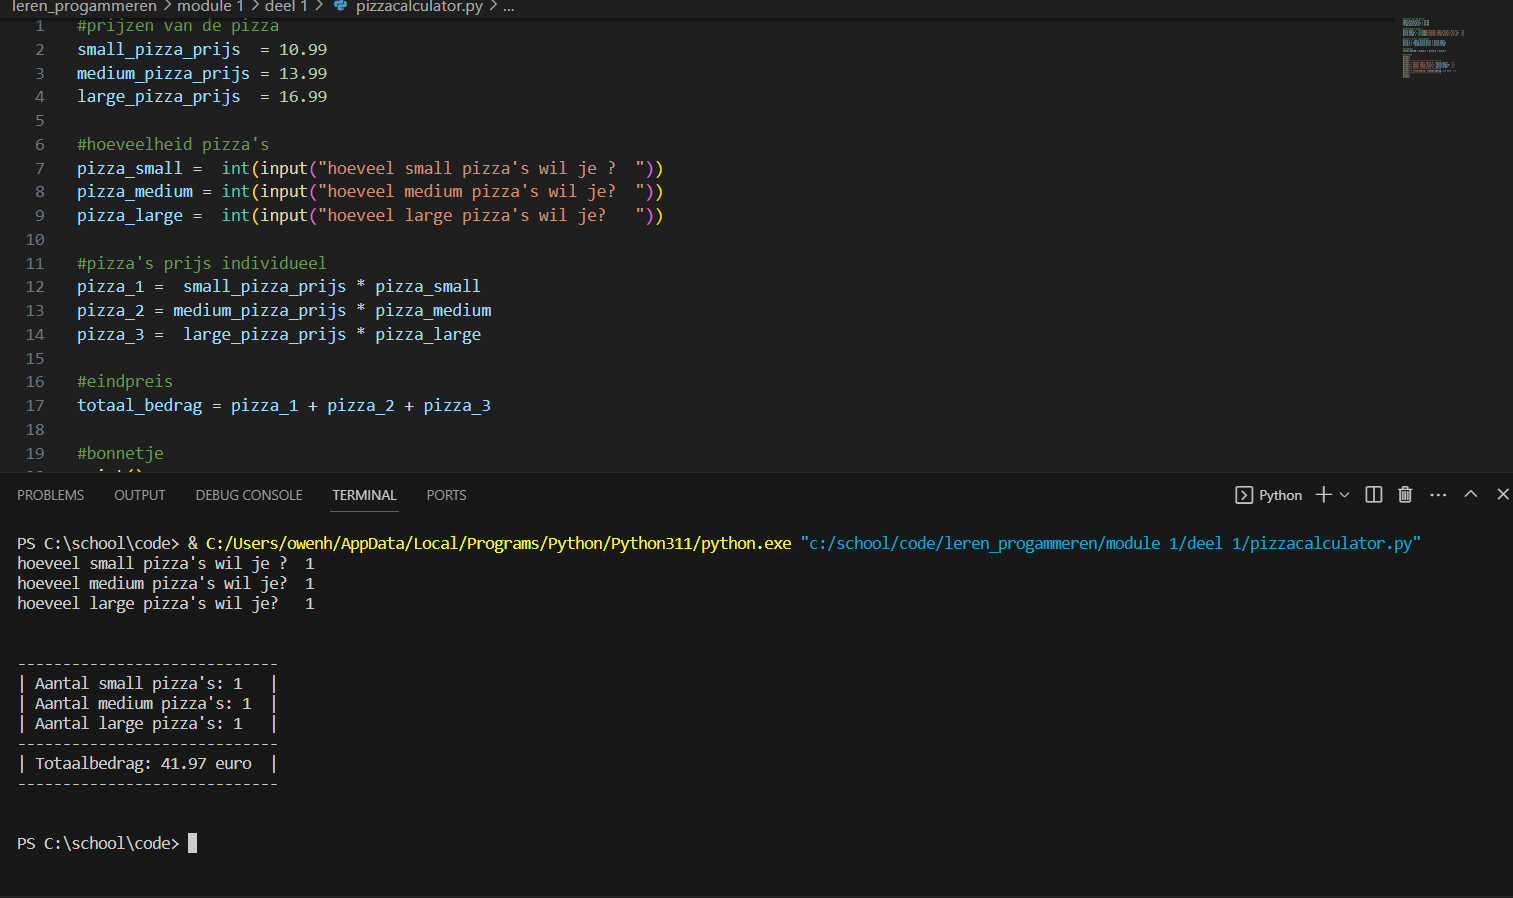 leren_progammeren > module 1 > deel 1 > pizzacalculator.py > ...
1 #prijzen van de pizza
2 small_pizza_prijs  = 10.99
3 medium_pizza_prijs = 13.99
4 large_pizza_prijs  = 16.99
5
6 #hoeveelheid pizza's
7 pizza_small =  int(input("hoeveel small pizza's wil je ?  "))
8 pizza_medium = int(input("hoeveel medium pizza's wil je?  "))
9 pizza_large =  int(input("hoeveel large pizza's wil je?   "))
10
11 #pizza's prijs individueel
12 pizza_1 =  small_pizza_prijs * pizza_small
13 pizza_2 = medium_pizza_prijs * pizza_medium
14 pizza_3 =  large_pizza_prijs * pizza_large
15
16 #eindpreis
17 totaal_bedrag = pizza_1 + pizza_2 + pizza_3
18
19 #bonnetje
PROBLEMS OUTPUT DEBUG CONSOLE TERMINAL PORTS Python
PS C:\school\code> & C:/Users/owenh/AppData/Local/Programs/Python/Python311/python.exe "c:/school/code/leren_progammeren/module 1/deel 1/pizzacalculator.py"
hoeveel small pizza's wil je ?  1
hoeveel medium pizza's wil je?  1
hoeveel large pizza's wil je?   1
-----------------------------
| Aantal small pizza's: 1   |
| Aantal medium pizza's: 1  |
| Aantal large pizza's: 1   |
-----------------------------
| Totaalbedrag: 41.97 euro  |
-----------------------------
PS C:\school\code>